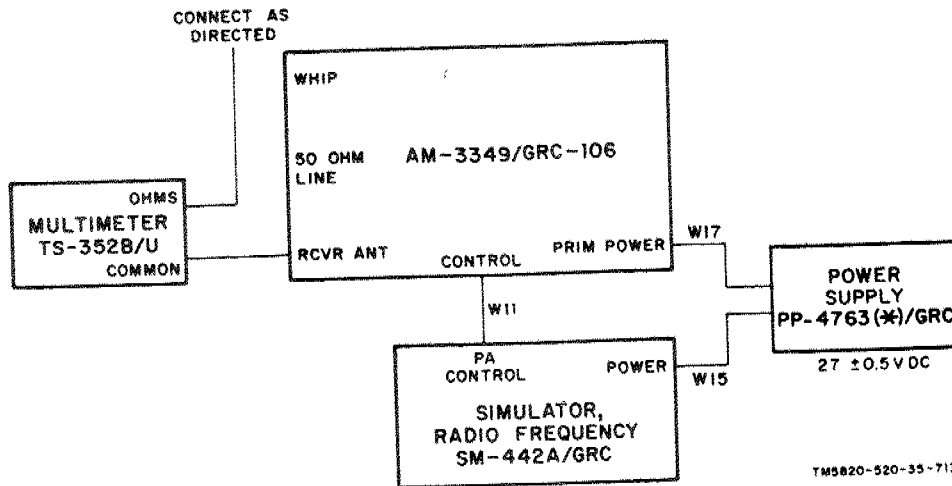 CONNECT AS
DIRECTED
WHIP
50 OHM
LINE
AM-3349/GRC-106
OHMS
MULTIMETER
TS-352B/U
COMMON
RCVR ANT
CONTROL
PRIM POWER
W17
POWER
SUPPLY
PP-4763(*)/GRC
27 ±0.5 V DC
W11
PA
CONTROL
POWER
W15
SIMULATOR,
RADIO FREQUENCY
SM-442A/GRC